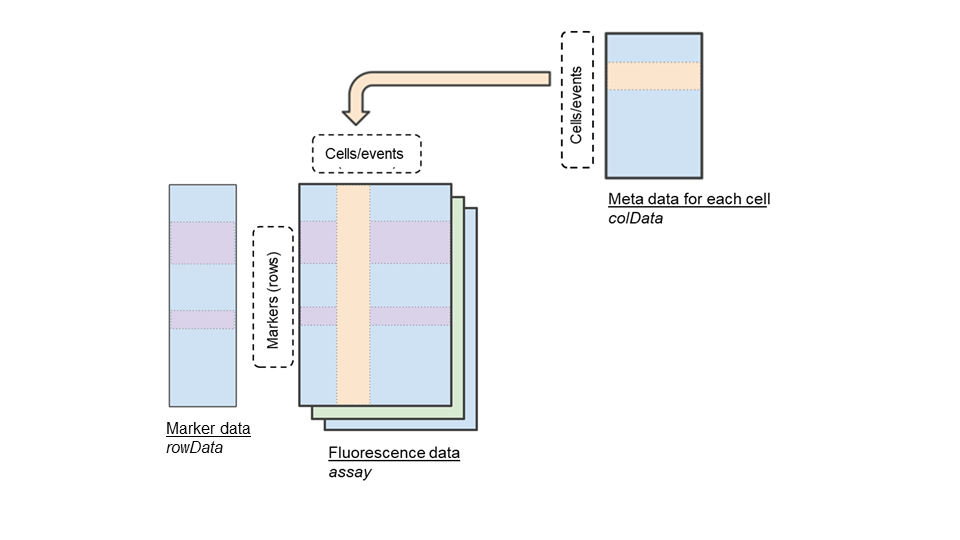 Cells/events
Meta data for each cell
colData
Cells/events
Markers (rows)
Marker data
rowData
Fluorescence data
assay